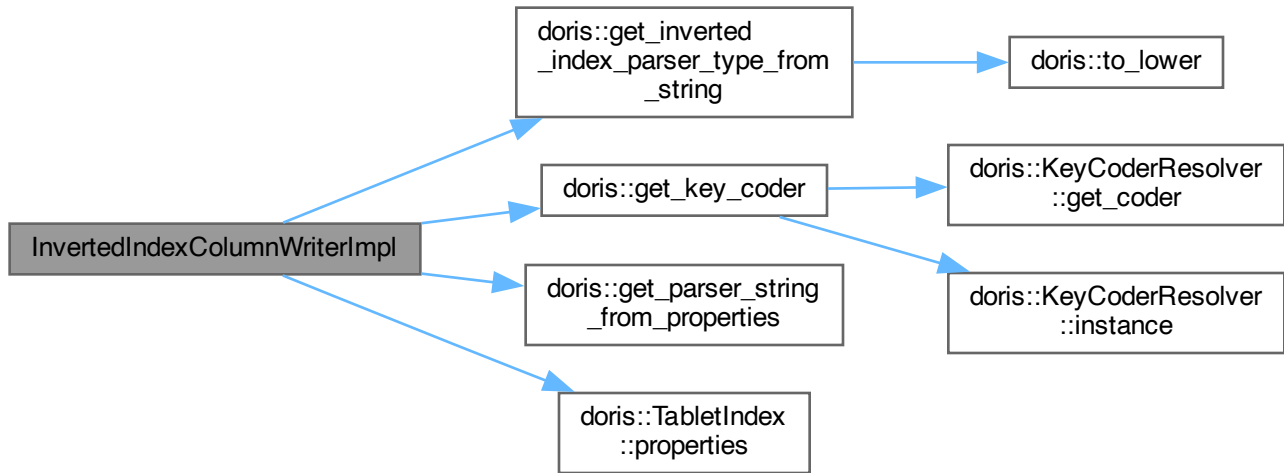 doris::get_inverted
_index_parser_type_from
_string
doris::to_lower
doris::get_key_coder
doris::KeyCoderResolver
::get_coder
InvertedIndexColumnWriterImpl
doris::get_parser_string
_from_properties
doris::KeyCoderResolver
::instance
doris::TabletIndex
::properties